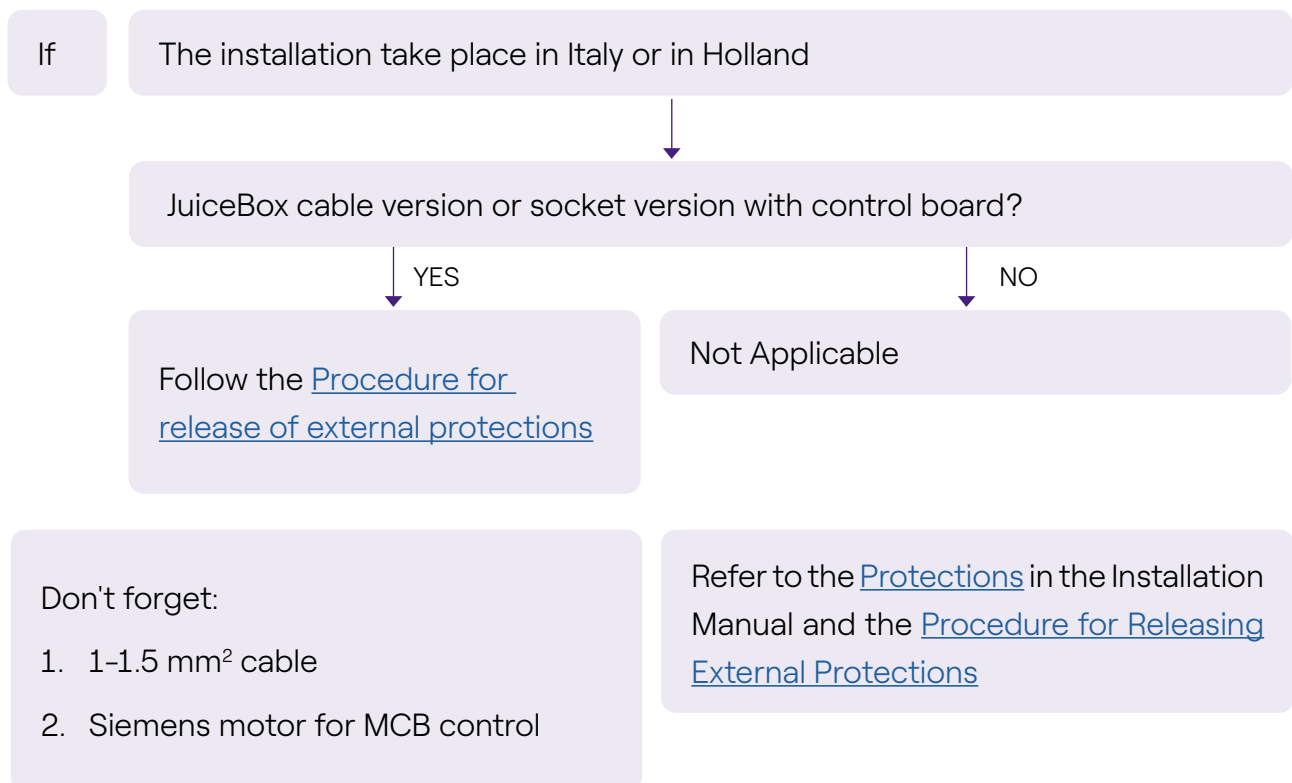 If
The installation take place in Italy or in Holland
JuiceBox cable version or socket version with control board?
YES
NO
Follow the Procedure for
release of external protections
Not Applicable
Don't forget:
1. 1-1.5 mm² cable
2. Siemens motor for MCB control
Refer to the Protections in the Installation
Manual and the Procedure for Releasing
External Protections